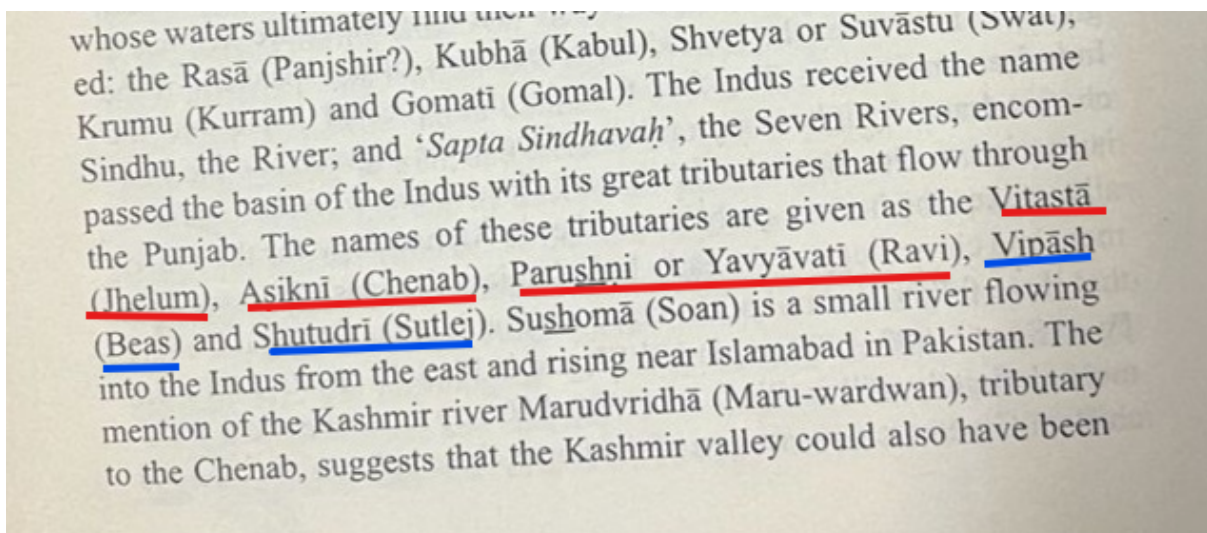 whose waters ultimately find their way
ed: the Rasā (Panjshir?), Kubhā (Kabul), Shvetya or Suvāstu (Swat),
Krumu (Kurram) and Gomatī (Gomal). The Indus received the name
Sindhu, the River; and ‘Sapta Sindhavaḥ’, the Seven Rivers, encom-
passed the basin of the Indus with its great tributaries that flow through
the Punjab. The names of these tributaries are given as the Vitastā
(Jhelum), Asiknī (Chenab), Parushṇi or Yavyāvatī (Ravi), Vipāsh
(Beas) and Shutudrī (Sutlej). Sushomā (Soan) is a small river flowing
into the Indus from the east and rising near Islamabad in Pakistan. The
mention of the Kashmir river Marudvridhā (Maru-wardwan), tributary
to the Chenab, suggests that the Kashmir valley could also have been